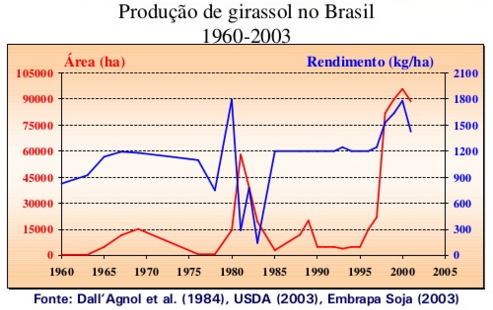 Produção de girassol no Brasil
1960-2003
Área (ha) Rendimento (kg/ha)
105000 2100
90000 1800
75000 1500
60000 1200
45000 900
30000 600
15000 300
0 0
1960 1965 1970 1975 1980 1985 1990 1995 2000 2005
Fonte: Dall'Agnol et al. (1984), USDA (2003), Embrapa Soja (2003)